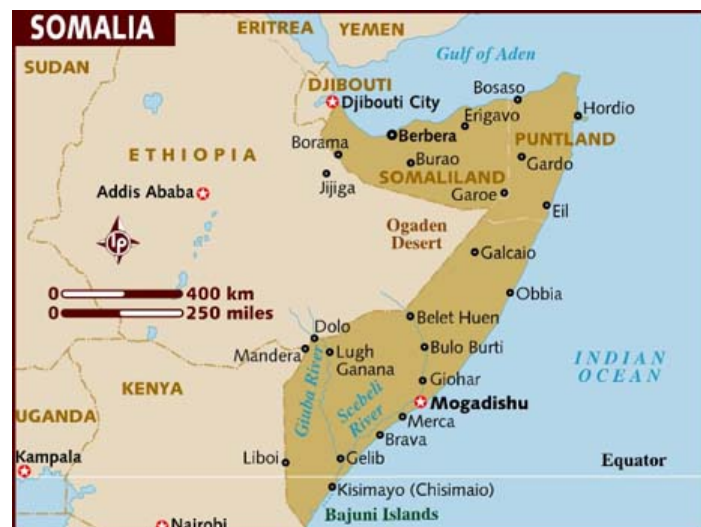 SOMALIA
ERITREA
YEMEN
SUDAN
Gulf of Aden
DJIBOUTI
Djibouti City
Bosaso
Erigavo
Hordio
Berbera
PUNTLAND
Borama
ETHIOPIA
Burao
Gardo
SOMALILAND
Jijiga
Addis Ababa
Garoe
Eil
Ogaden
Desert
lp
Galcaio
0 400 km
0 250 miles
Obbia
Belet Huen
Dolo
Mandera
Lugh
Ganana
Bulo Burti
INDIAN
OCEAN
Giuba River
KENYA
Giohar
Scebeli
River
Mogadishu
UGANDA
Merca
Brava
Kampala
Liboi
Gelib
Equator
Kisimayo (Chisimaio)
Bajuni Islands
Nairobi